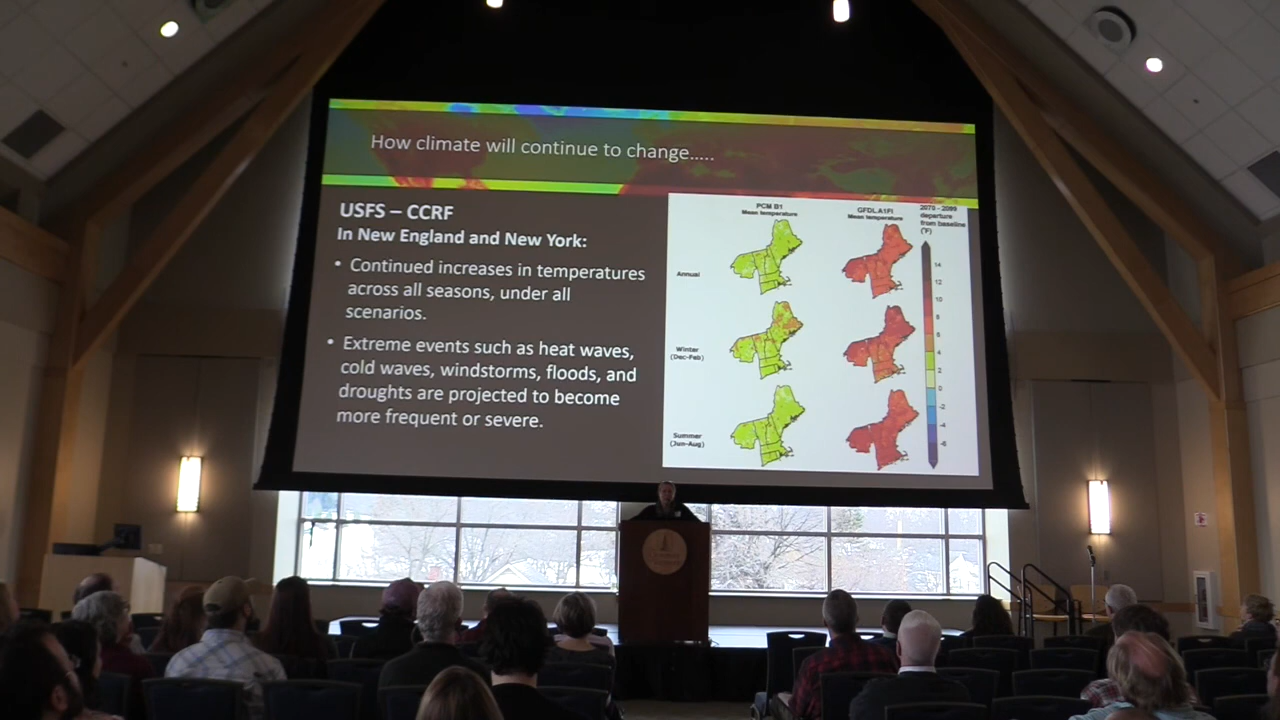 How climate will continue to change.....
USFS – CCRF
In New England and New York:
• Continued increases in temperatures
across all seasons, under all
scenarios.
• Extreme events such as heat waves,
cold waves, windstorms, floods, and
droughts are projected to become
more frequent or severe.
PCM B1
Mean temperature
GFDL A1FI
Mean temperature
2070 - 2099
departure
from baseline
(°F)
Annual
Winter
(Dec-Feb)
Summer
(Jun-Aug)
14
12
10
8
6
4
2
0
-2
-4
-6